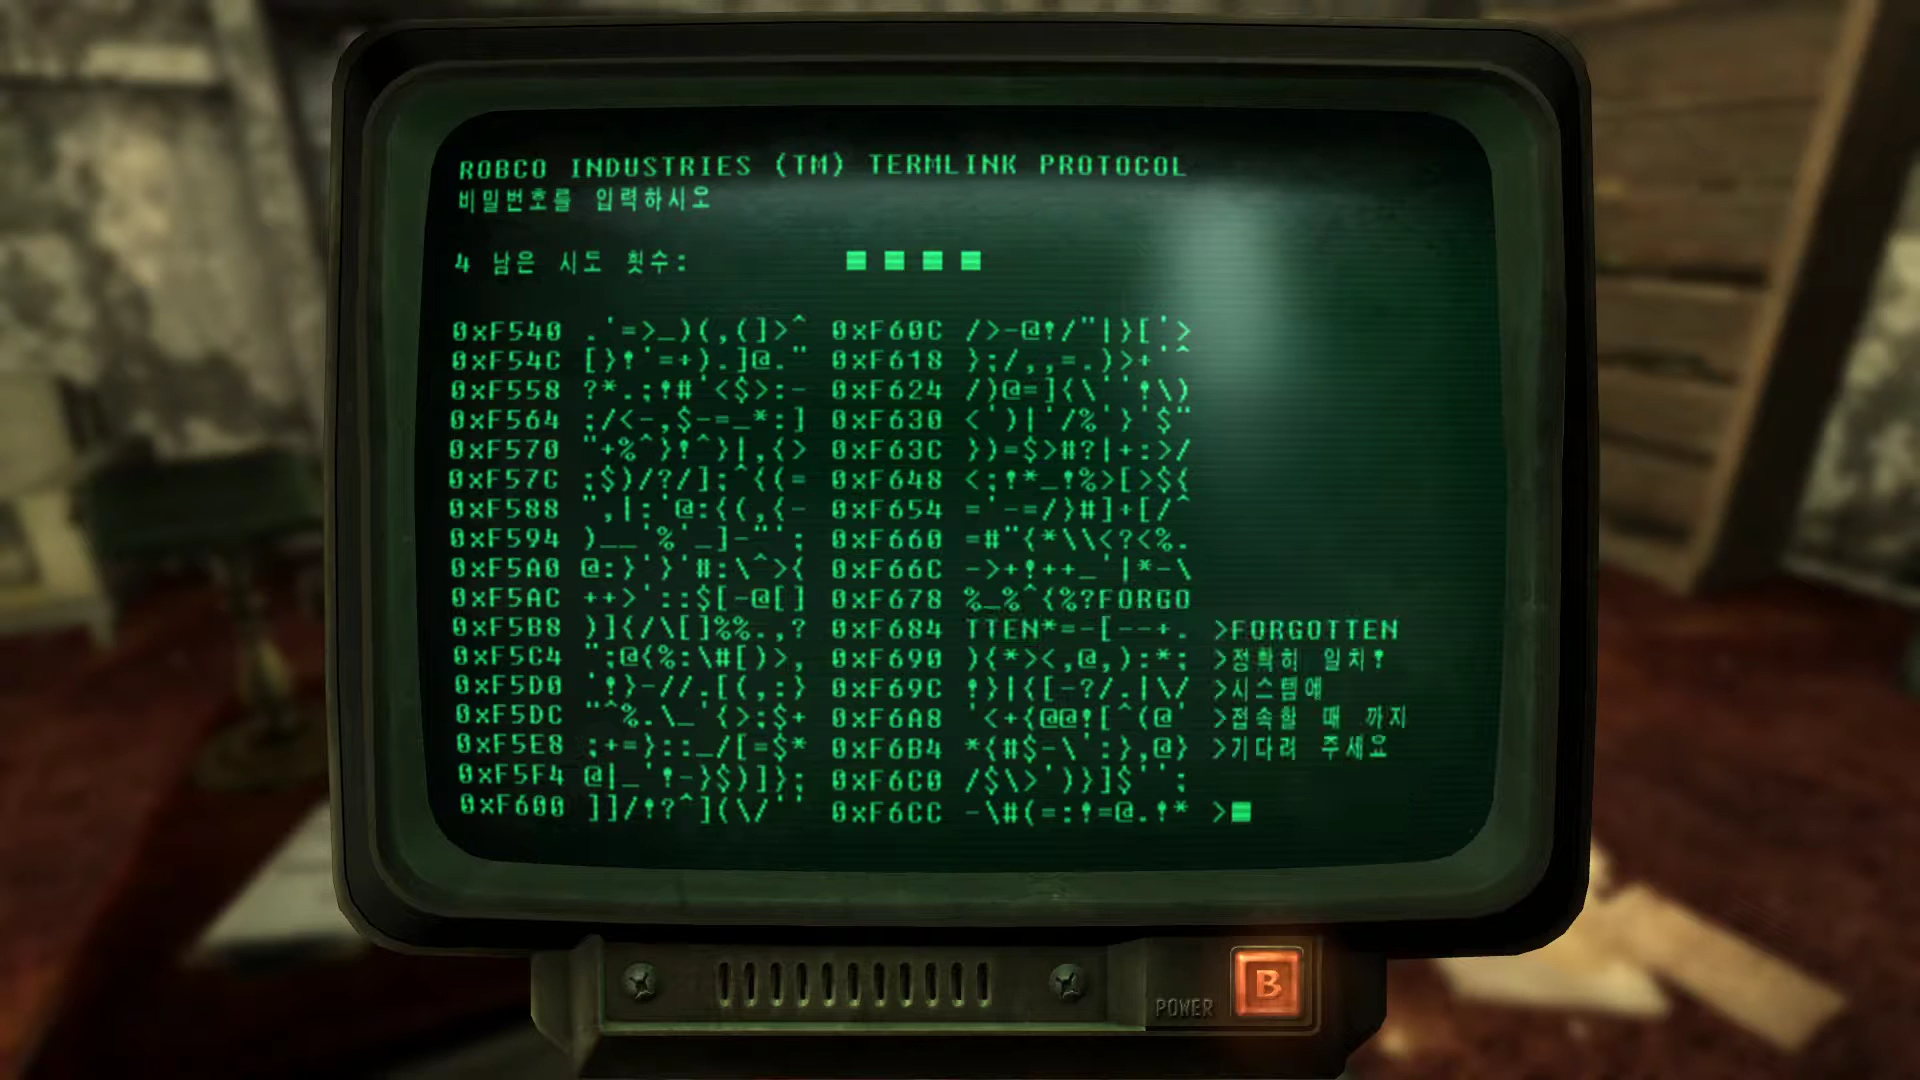 ROBCO INDUSTRIES (TM) TERMLINK PROTOCOL
비밀번호를 입력하시오
4 남은 시도 횟수: ■ ■ ■ ■
0xF540 .'=>_)(,(]>^ 0xF60C />-@!/"|}['>
0xF54C [}!'=+).]@." 0xF618 };/,,=.)>+'^
0xF558 ?*.;!#'<$>:- 0xF624 /)@=]{\''!\)
0xF564 ;/<-,$-=_*:] 0xF630 <')|'/%'}'$"
0xF570 "+%^}!^}|,{> 0xF63C })=$>#?|+:>/
0xF57C ;$)/?/];^{(= 0xF648 <;!*_!%>[>${
0xF588 ",|:'@:{(,{- 0xF654 ='-=/}#]+[/^
0xF594 )__'%'_]-"'; 0xF660 =#"{*\\<?<%.
0xF5A0 @:}'}'#:\^>{ 0xF66C ->+!++_'|*-\
0xF5AC ++>'::$[-@[] 0xF678 %_%^{%?FORGO
0xF5B8 )]{/\[]%%.,? 0xF684 TTEN*=-[--+. >FORGOTTEN
0xF5C4 ";@{%:\#[)>, 0xF690 ){*><,@,):*; >정확히 일치!
0xF5D0 '!}-//.[(,:} 0xF69C !}|{[-?/.|\/ >시스템에
0xF5DC "^%.\_'{>;$+ 0xF6A8 '<+{@@![^(@' >접속할 때 까지
0xF5E8 ;+=}::_/[=$* 0xF6B4 *{#$-\':},@} >기다려 주세요
0xF5F4 @|_'!-}$)]}; 0xF6C0 /$\>')}]$'';
0xF600 ]]/!?^](\/'' 0xF6CC -\#(=:!=@.!* >■
POWER
B